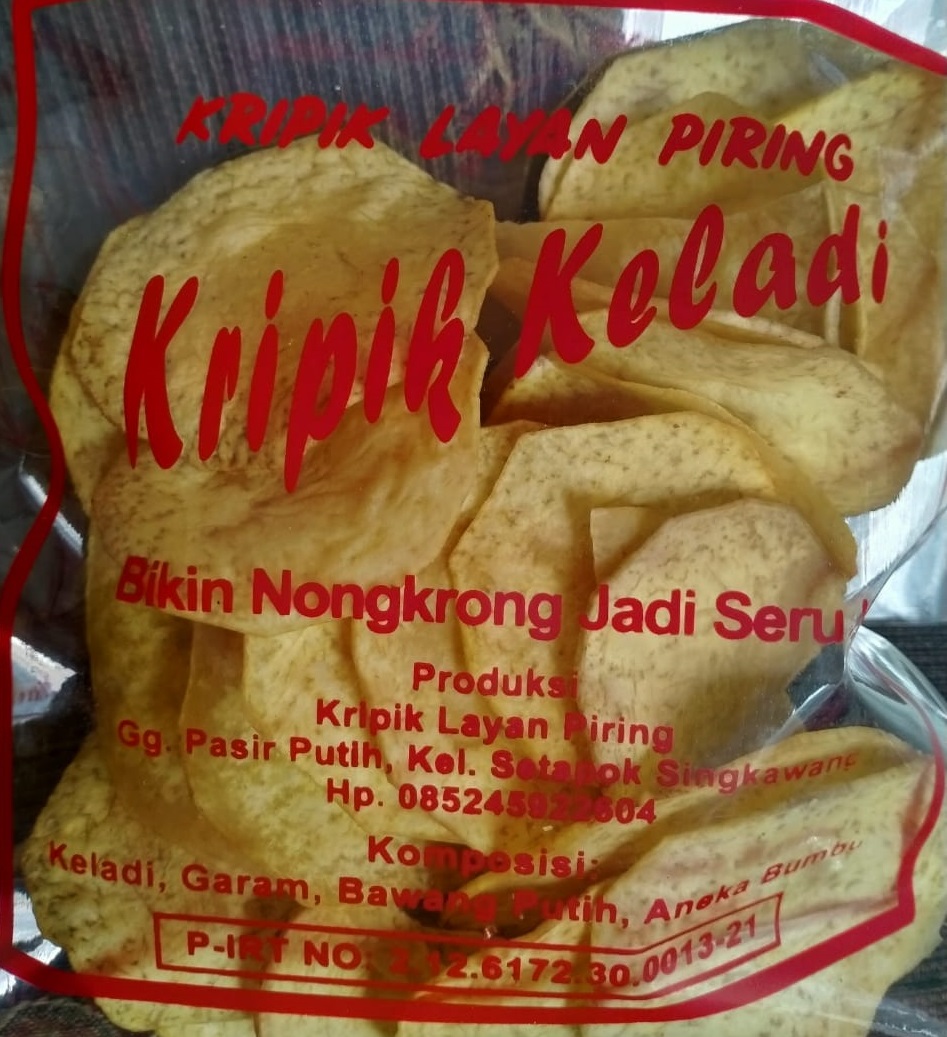 KRIPIK LAYAN PIRING
Kripik Keladi
Bikin Nongkrong Jadi Seru !
Produksi
Kripik Layan Piring
Gg. Pasir Putih, Kel. Setapok Singkawang
Hp. 085245922604
Komposisi:
Keladi, Garam, Bawang Putih, Aneka Bumbu
P-IRT NO: 2.12.6172.30.0013-21